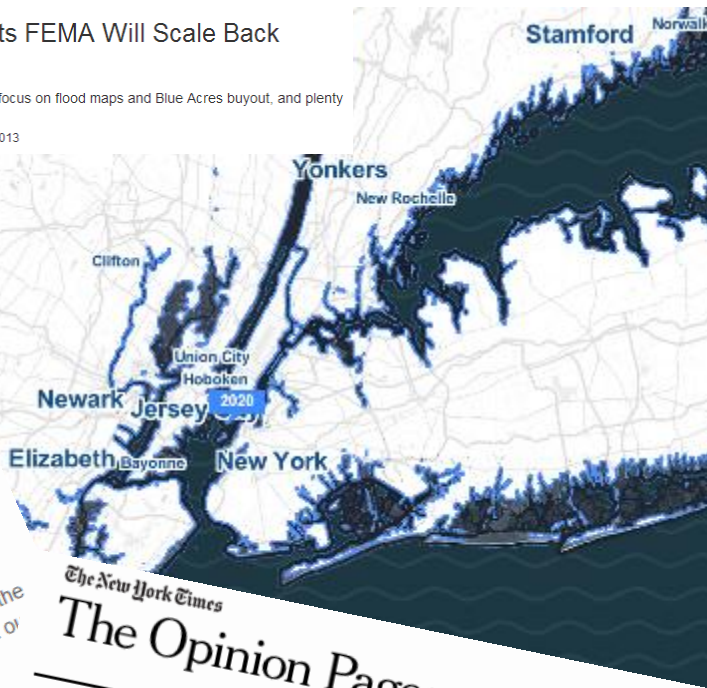 ts FEMA Will Scale Back
focus on flood maps and Blue Acres buyout, and plenty
013
Stamford
Norwalk
Yonkers
New Rochelle
Clifton
Union City
Hoboken
Newark
Jersey
2020
Elizabeth
Bayonne
New York
the
or
The New York Times
The Opinion Page